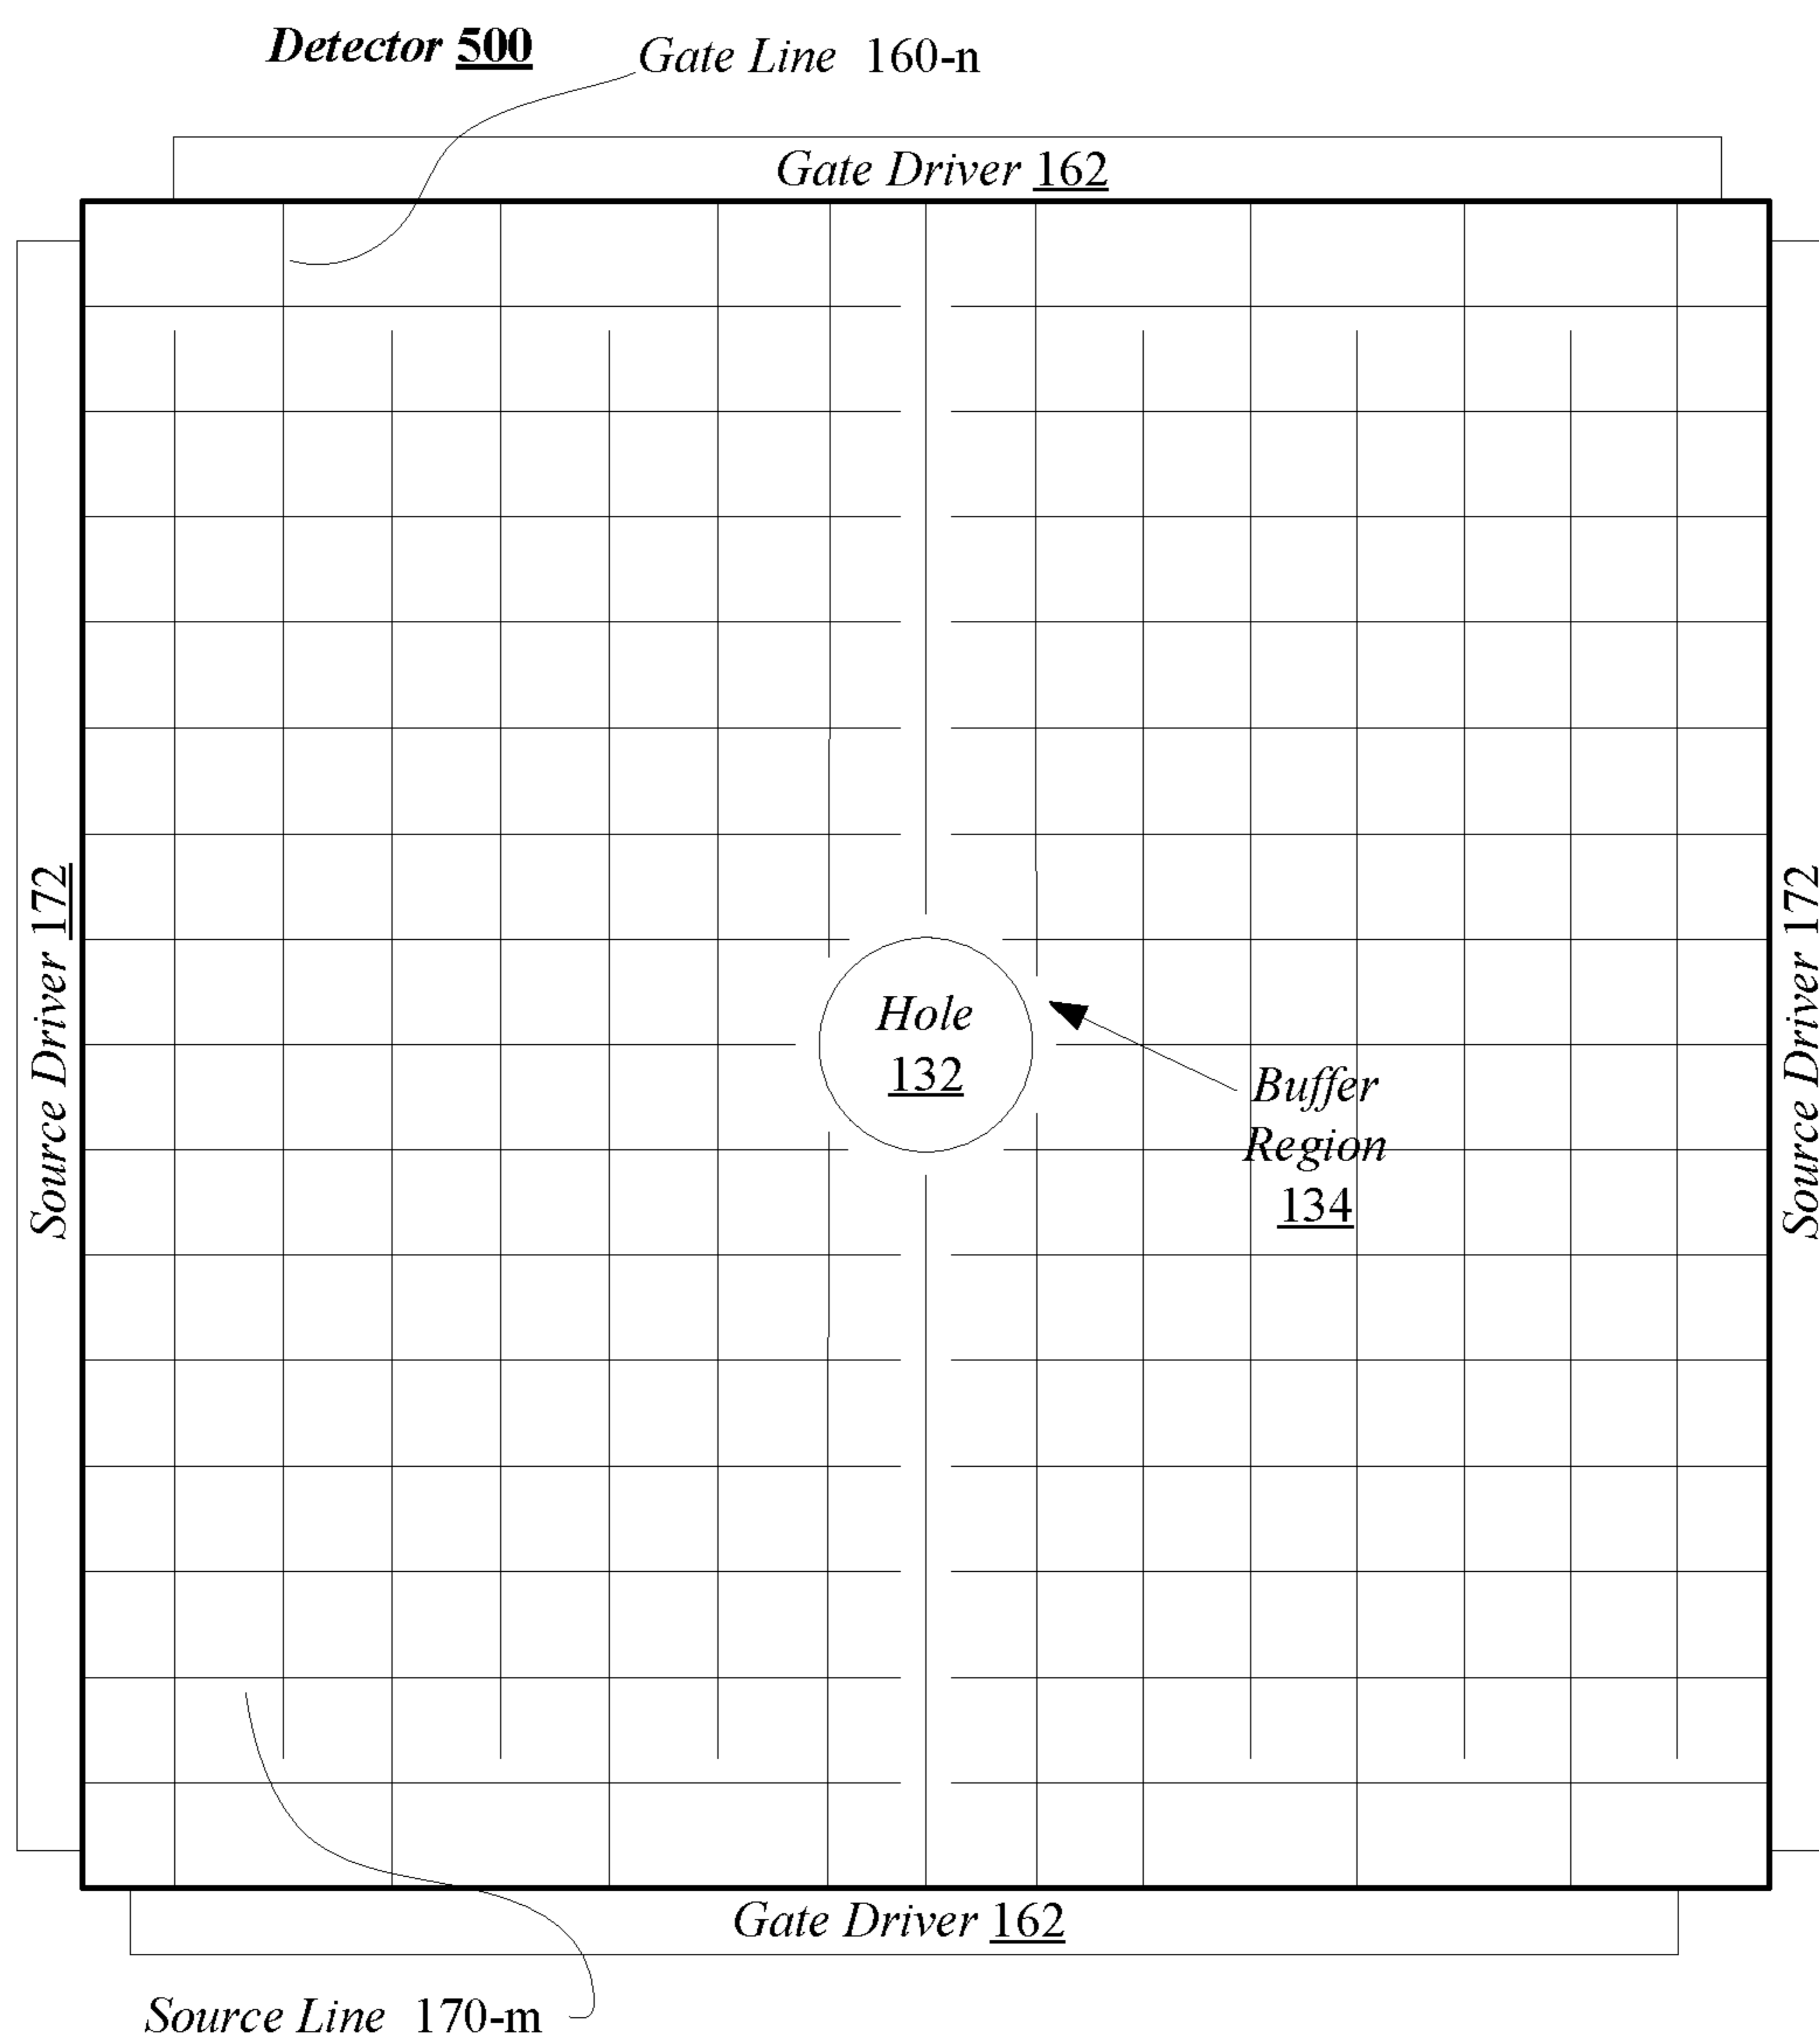 Detector 500
Gate Line 160-n
Gate Driver 162
Source Driver 172
Hole
132
Buffer
Region
134
Source Driver 172
Gate Driver 162
Source Line 170-m